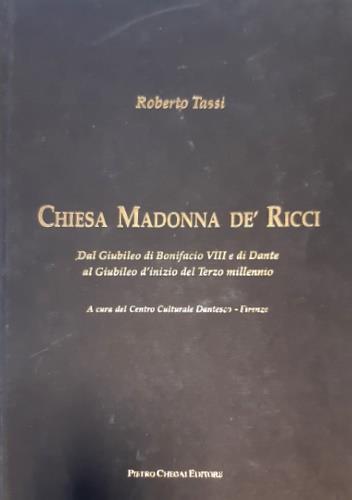 Roberto Tassi
CHIESA MADONNA DE' RICCI
Dal Giubileo di Bonifacio VIII e di Dante
al Giubileo d'inizio del Terzo millennio
A cura del Centro Culturale Dantesco - Firenze
PIETRO CHEGAI EDITORE